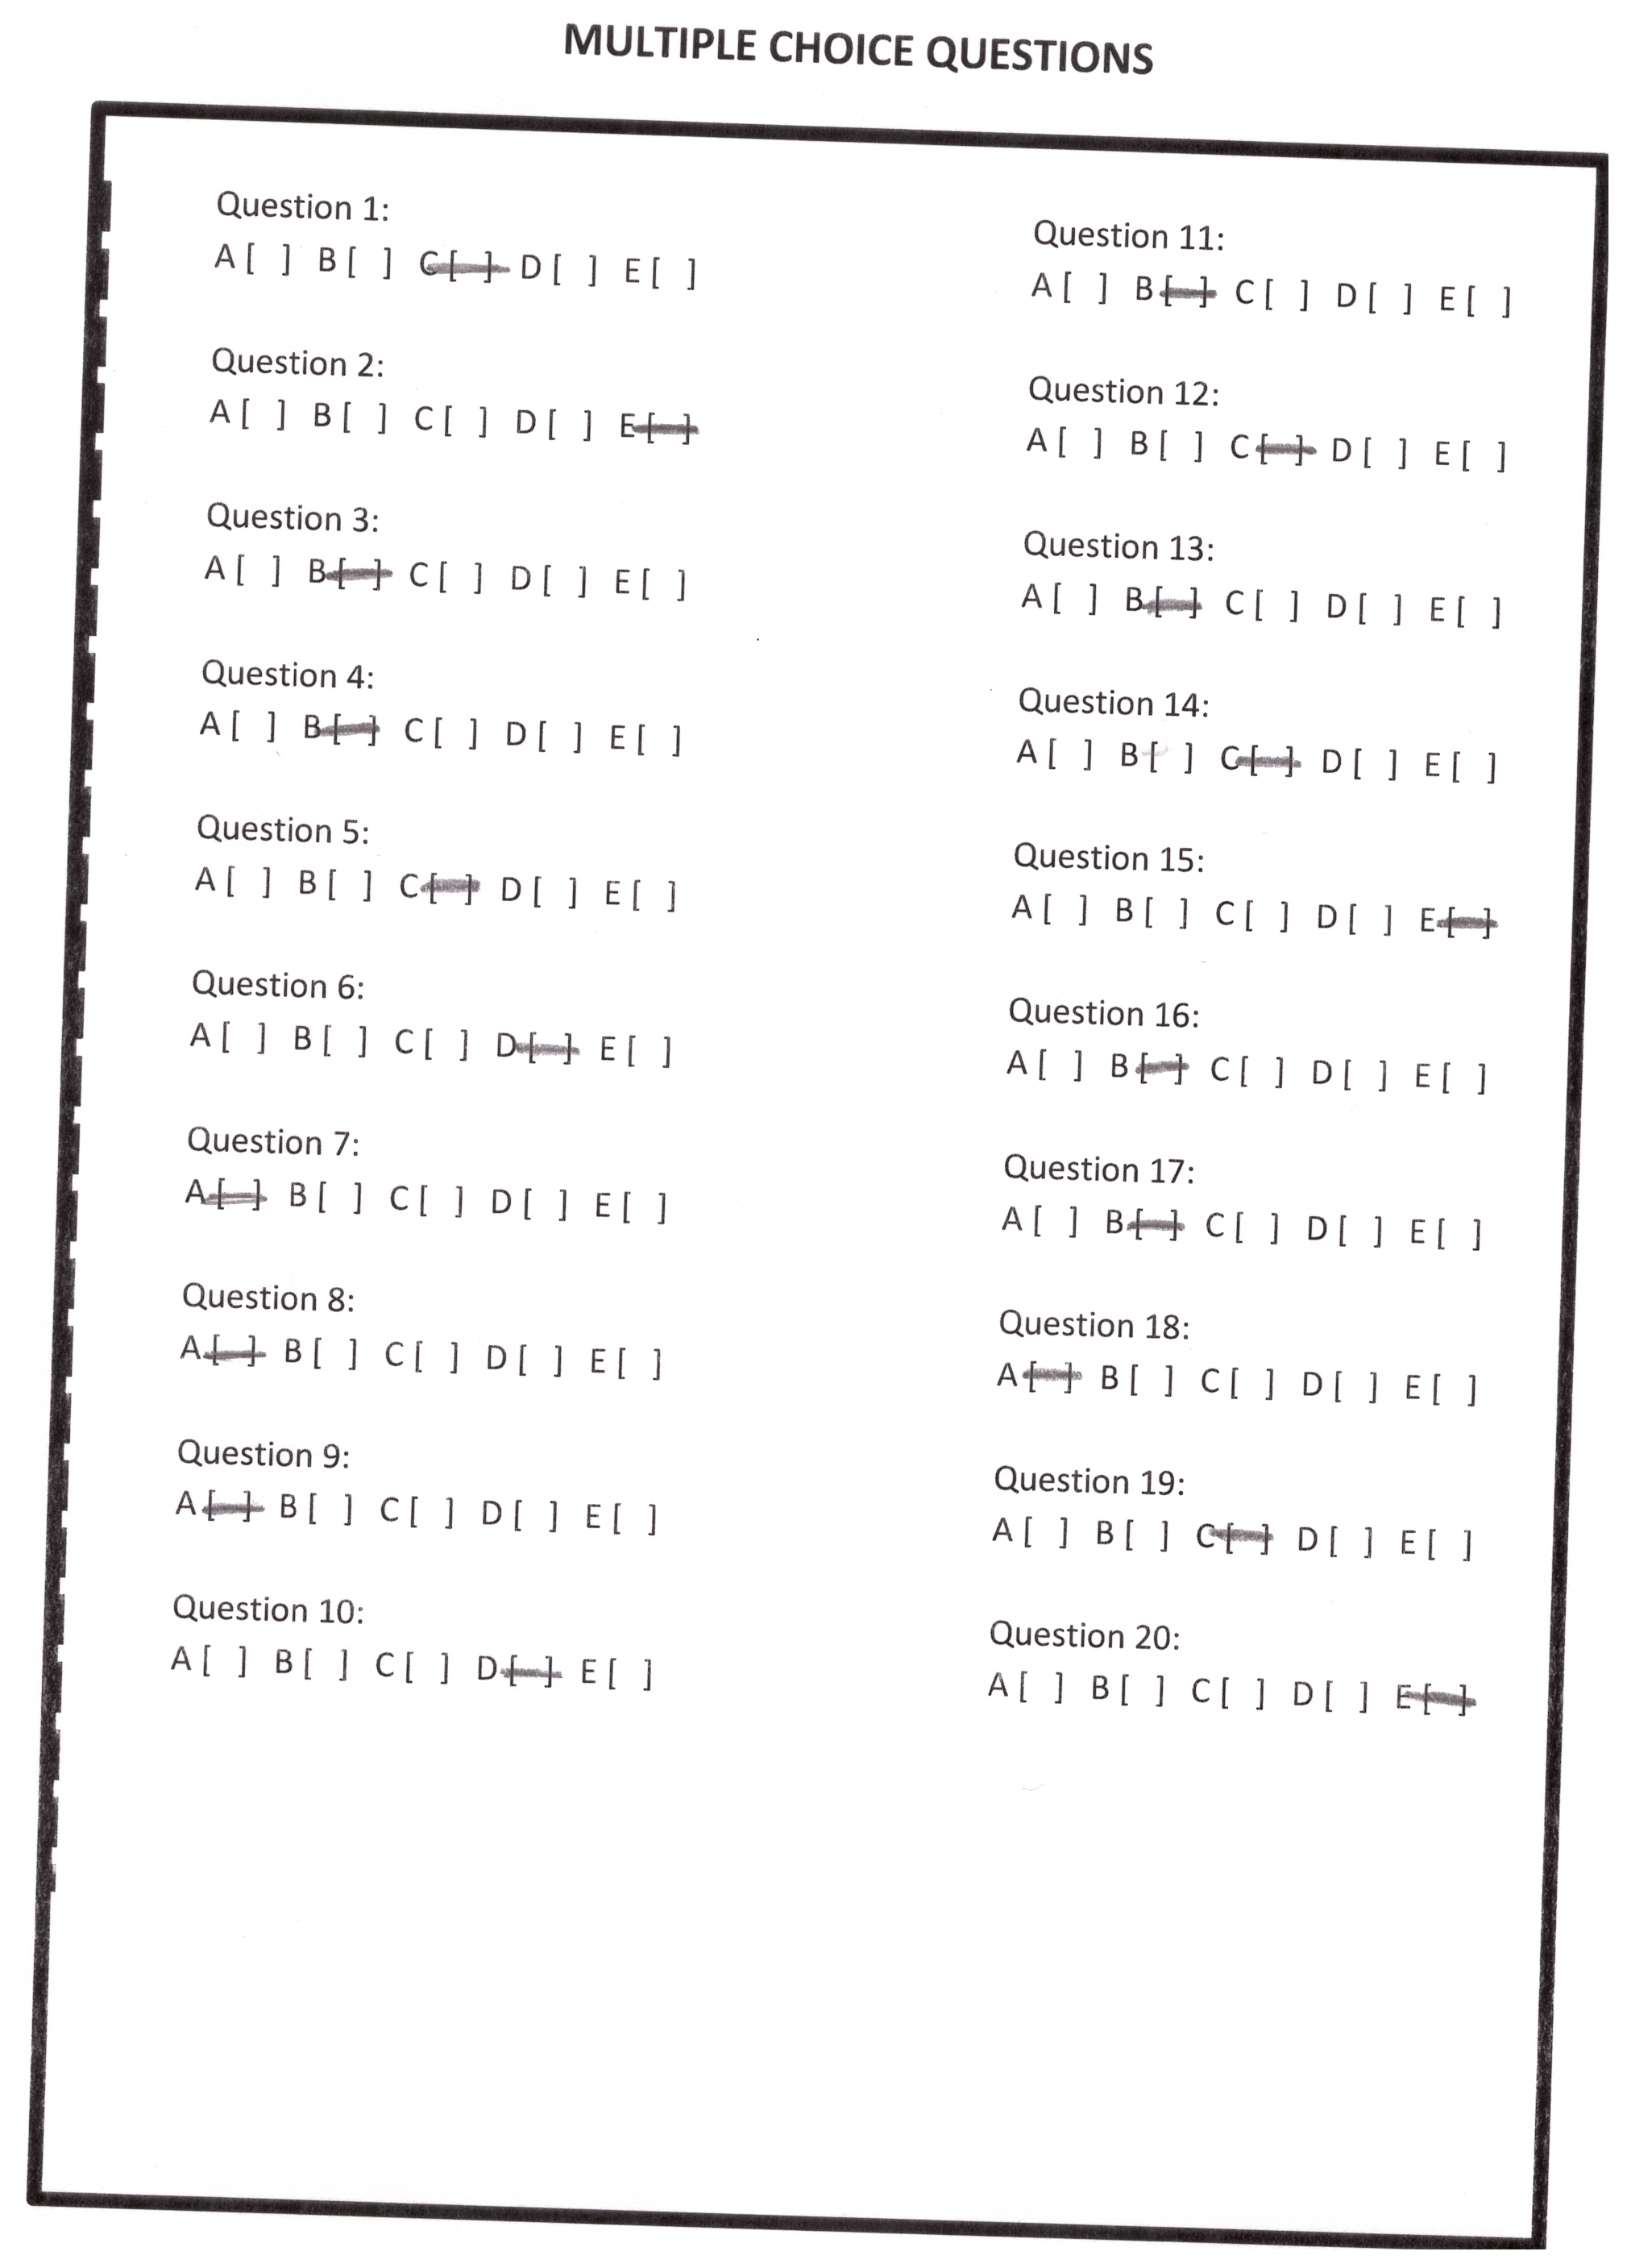 MULTIPLE CHOICE QUESTIONS
Question 1:
A [ ] B [ ] C [ ] D [ ] E [ ]
Question 2:
A [ ] B [ ] C [ ] D [ ] E [ ]
Question 3:
A [ ] B [ ] C [ ] D [ ] E [ ]
Question 4:
A [ ] B [ ] C [ ] D [ ] E [ ]
Question 5:
A [ ] B [ ] C [ ] D [ ] E [ ]
Question 6:
A [ ] B [ ] C [ ] D [ ] E [ ]
Question 7:
A [ ] B [ ] C [ ] D [ ] E [ ]
Question 8:
A [ ] B [ ] C [ ] D [ ] E [ ]
Question 9:
A [ ] B [ ] C [ ] D [ ] E [ ]
Question 10:
A [ ] B [ ] C [ ] D [ ] E [ ]
Question 11:
A [ ] B [ ] C [ ] D [ ] E [ ]
Question 12:
A [ ] B [ ] C [ ] D [ ] E [ ]
Question 13:
A [ ] B [ ] C [ ] D [ ] E [ ]
Question 14:
A [ ] B [ ] C [ ] D [ ] E [ ]
Question 15:
A [ ] B [ ] C [ ] D [ ] E [ ]
Question 16:
A [ ] B [ ] C [ ] D [ ] E [ ]
Question 17:
A [ ] B [ ] C [ ] D [ ] E [ ]
Question 18:
A [ ] B [ ] C [ ] D [ ] E [ ]
Question 19:
A [ ] B [ ] C [ ] D [ ] E [ ]
Question 20:
A [ ] B [ ] C [ ] D [ ] E [ ]